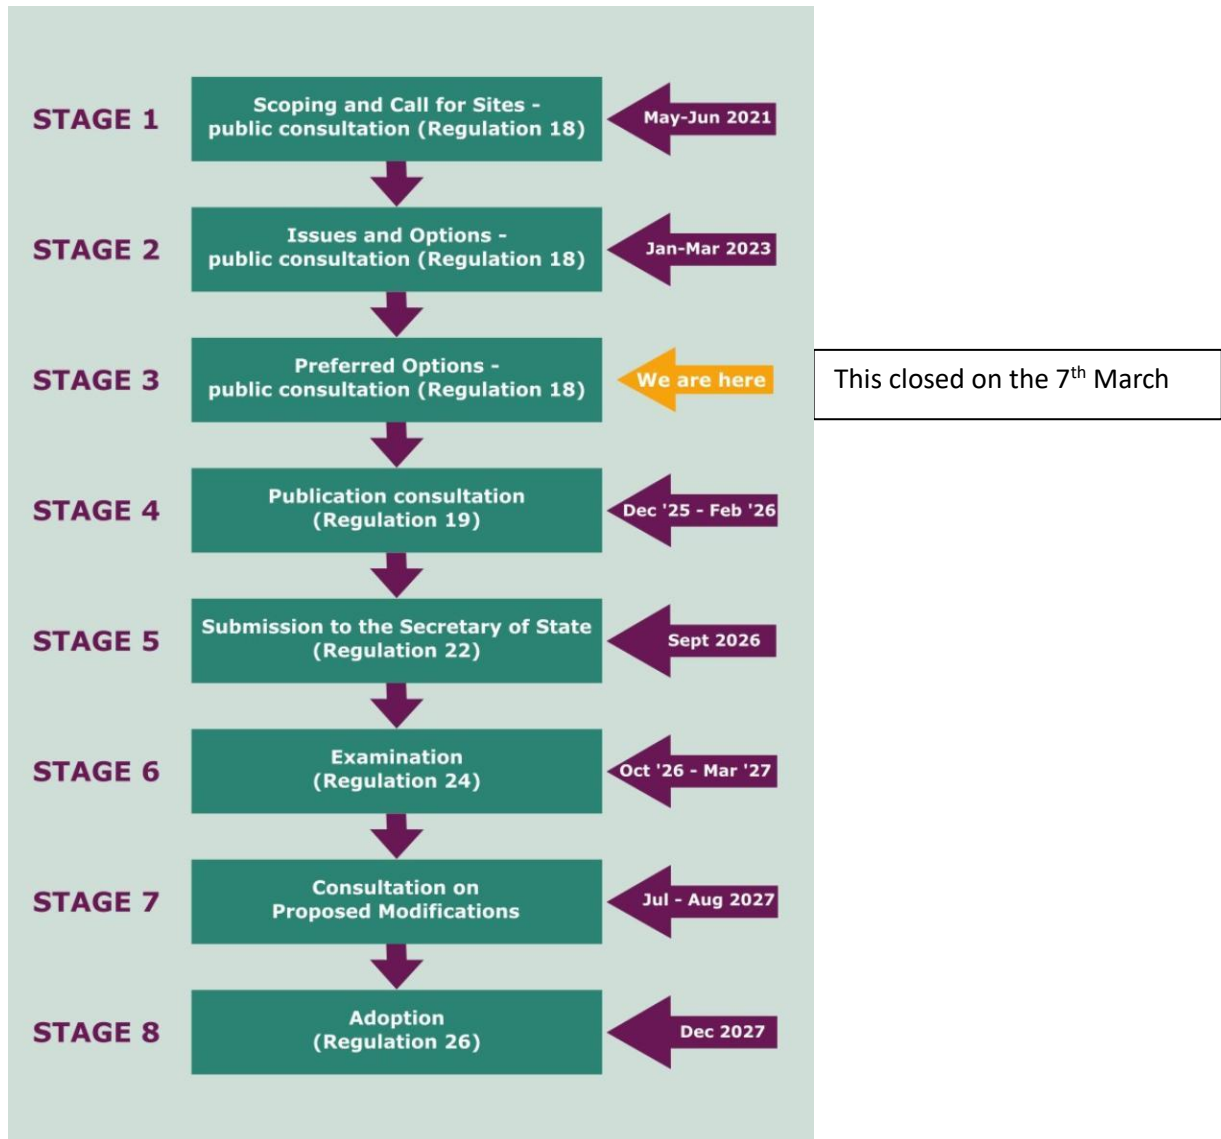 STAGE 1
Scoping and Call for Sites -
public consultation (Regulation 18)
May-Jun 2021
STAGE 2
Issues and Options -
public consultation (Regulation 18)
Jan-Mar 2023
STAGE 3
Preferred Options -
public consultation (Regulation 18)
We are here
This closed on the 7th March
STAGE 4
Publication consultation
(Regulation 19)
Dec '25 - Feb '26
STAGE 5
Submission to the Secretary of State
(Regulation 22)
Sept 2026
STAGE 6
Examination
(Regulation 24)
Oct '26 - Mar '27
STAGE 7
Consultation on
Proposed Modifications
Jul - Aug 2027
STAGE 8
Adoption
(Regulation 26)
Dec 2027